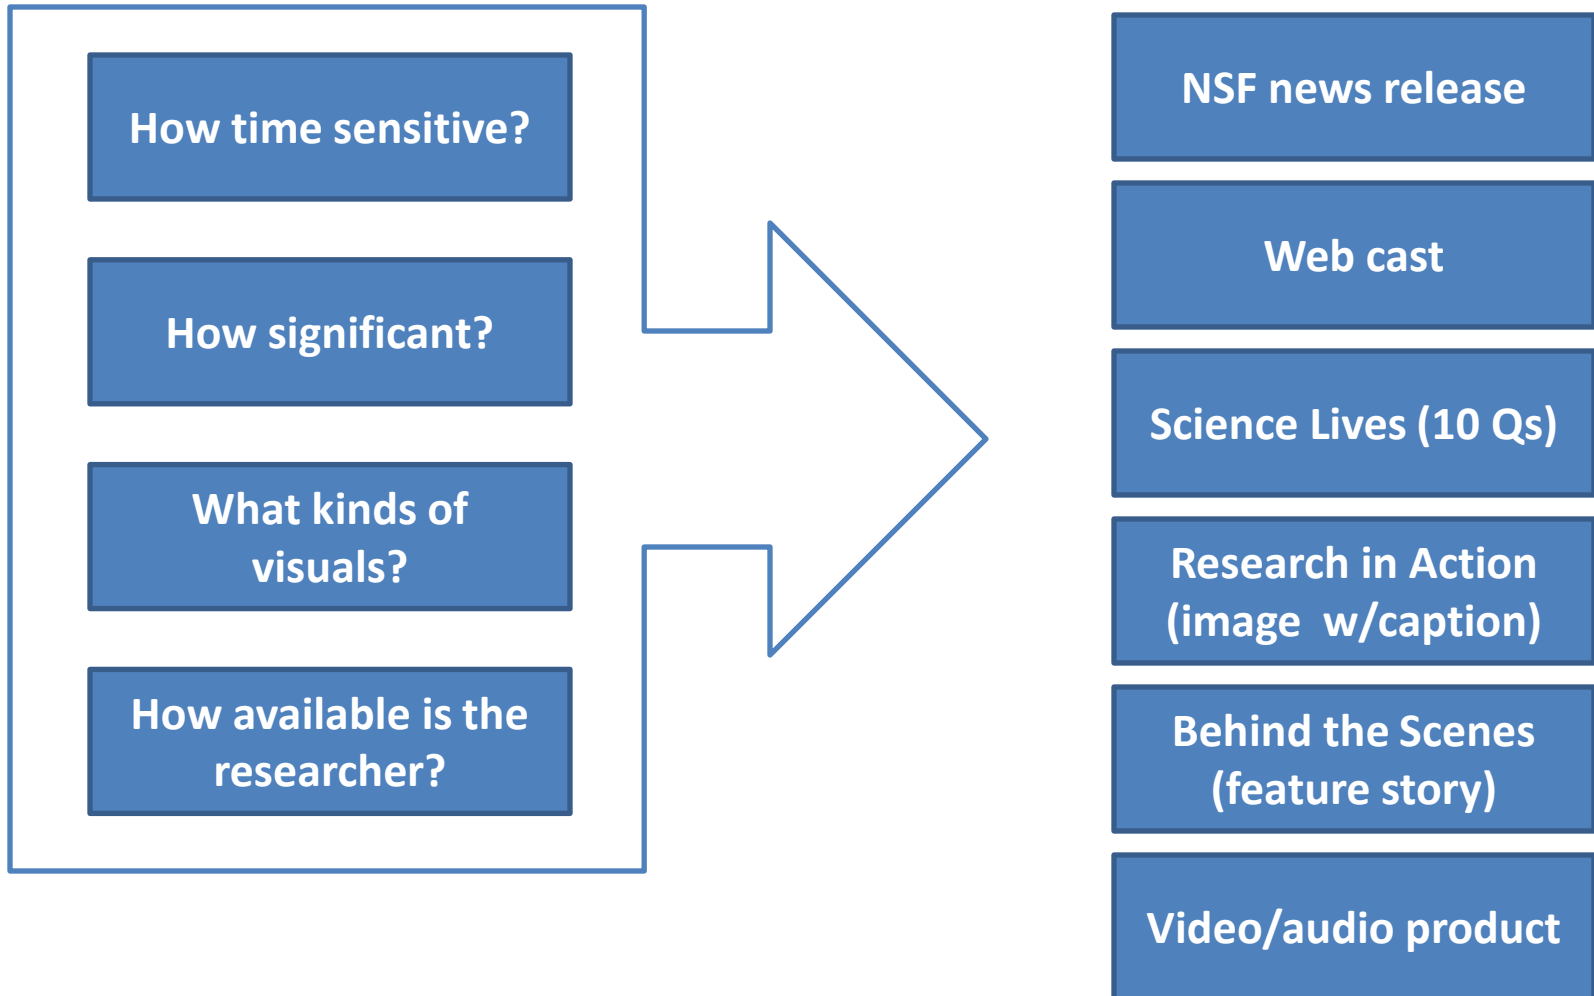 How time sensitive?
How significant?
What kinds of
visuals?
How available is the
researcher?
NSF news release
Web cast
Science Lives (10 Qs)
Research in Action
(image  w/caption)
Behind the Scenes
(feature story)
Video/audio product